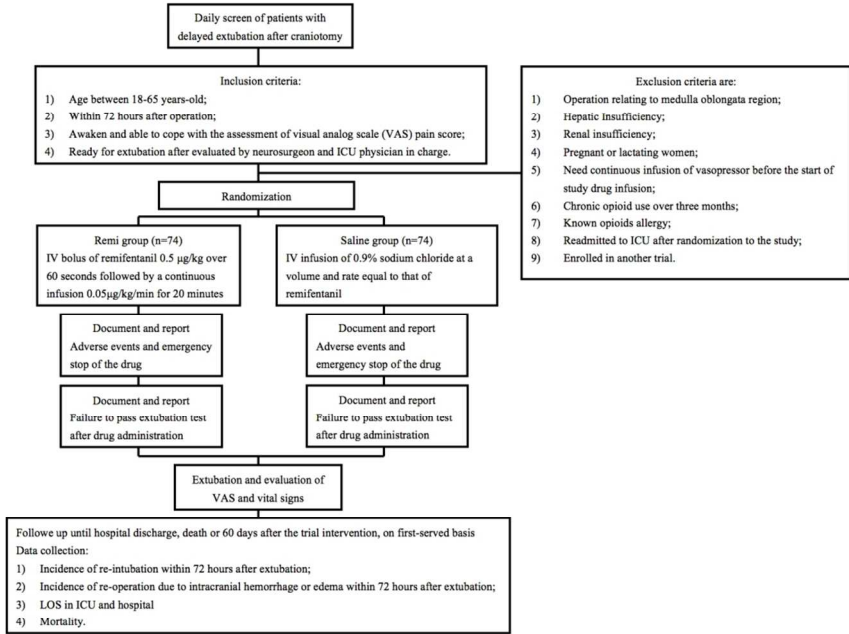 Daily screen of patients with
delayed extubation after craniotomy
Inclusion criteria:
1) Age between 18-65 years-old;
2) Within 72 hours after operation;
3) Awaken and able to cope with the assessment of visual analog scale (VAS) pain score;
4) Ready for extubation after evaluated by neurosurgeon and ICU physician in charge.
Exclusion criteria are:
1) Operation relating to medulla oblongata region;
2) Hepatic Insufficiency;
3) Renal insufficiency;
4) Pregnant or lactating women;
5) Need continuous infusion of vasopressor before the start of
study drug infusion;
6) Chronic opioid use over three months;
7) Known opioids allergy;
8) Readmitted to ICU after randomization to the study;
9) Enrolled in another trial.
Randomization
Remi group (n=74)
IV bolus of remifentanil 0.5 μg/kg over
60 seconds followed by a continuous
infusion 0.05μg/kg/min for 20 minutes
Saline group (n=74)
IV infusion of 0.9% sodium chloride at a
volume and rate equal to that of
remifentanil
Document and report
Adverse events and emergency
stop of the drug
Document and report
Adverse events and
emergency stop of the drug
Document and report
Failure to pass extubation test
after drug administration
Document and report
Failure to pass extubation test
after drug administration
Extubation and evaluation of
VAS and vital signs
Followe up until hospital discharge, death or 60 days after the trial intervention, on first-served basis
Data collection:
1) Incidence of re-intubation within 72 hours after extubation;
2) Incidence of re-operation due to intracranial hemorrhage or edema within 72 hours after extubation;
3) LOS in ICU and hospital
4) Mortality.